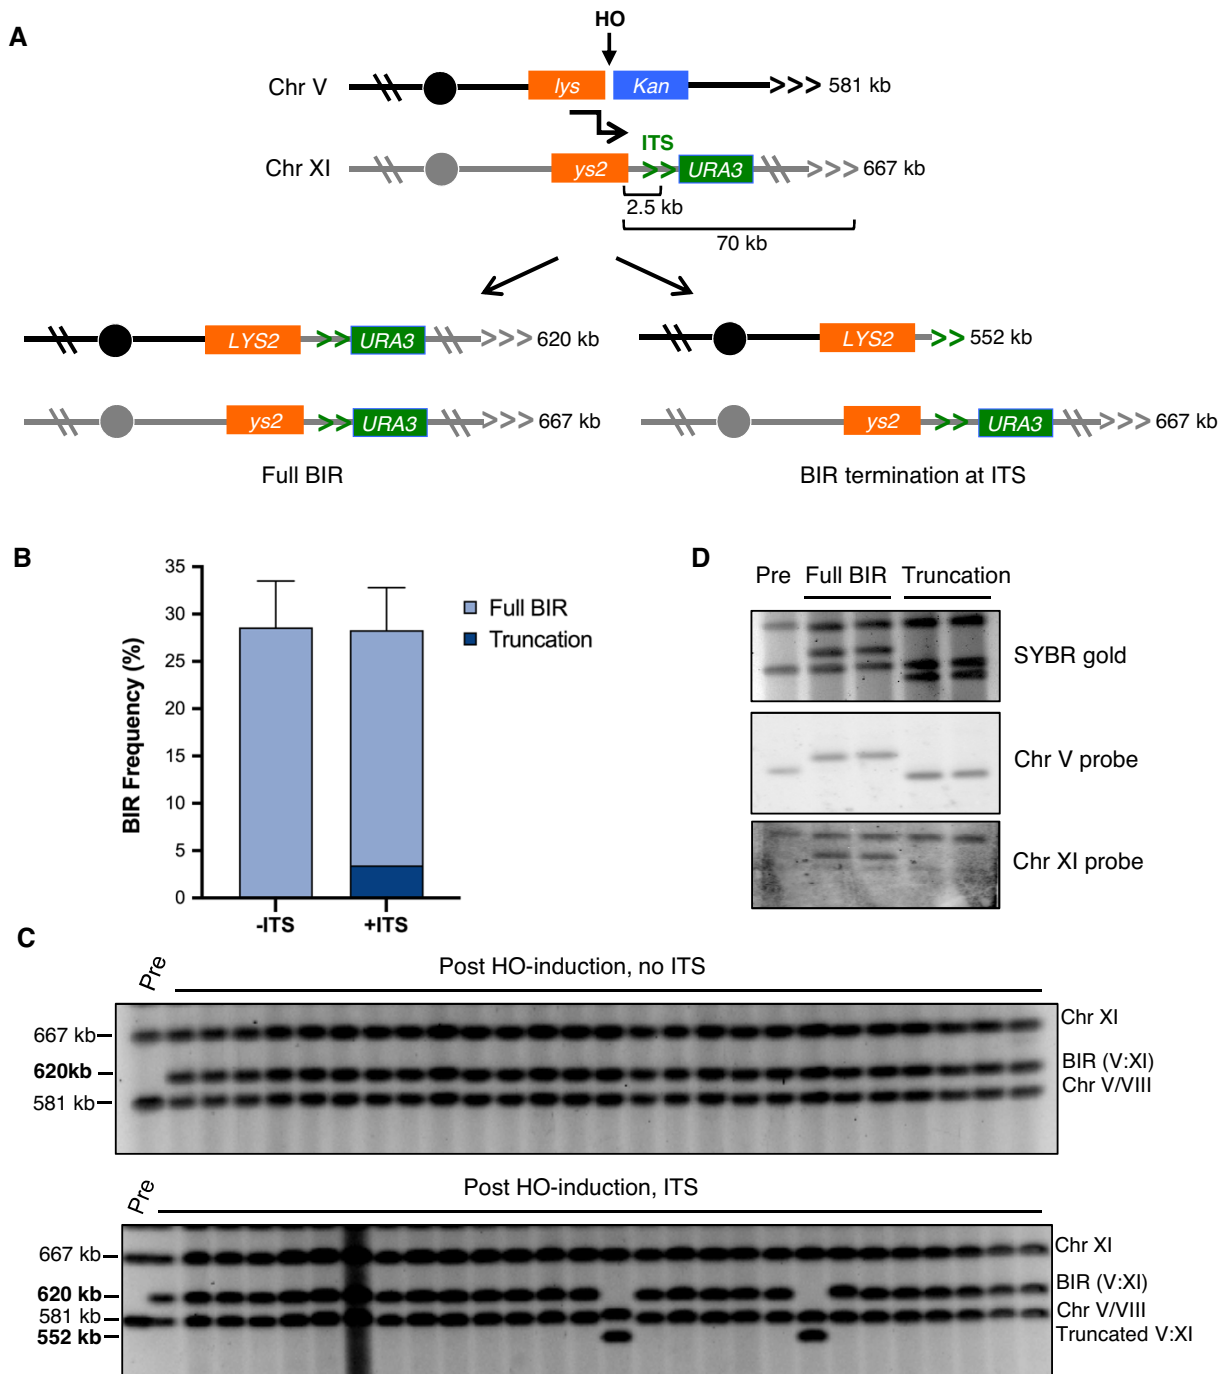 A
HO
Chr V
lys
Kan
581 kb
ITS
Chr XI
ys2
URA3
667 kb
2.5 kb
70 kb
LYS2
URA3
620 kb
LYS2
552 kb
ys2
URA3
667 kb
ys2
URA3
667 kb
Full BIR
BIR termination at ITS
B
BIR Frequency (%)
35
30
25
20
15
10
5
0
-ITS
+ITS
Full BIR
Truncation
D
Pre
Full BIR
Truncation
SYBR gold
Chr V probe
Chr XI probe
C
Pre
Post HO-induction, no ITS
667 kb
620kb
581 kb
Chr XI
BIR (V:XI)
Chr V/VIII
Pre
Post HO-induction, ITS
667 kb
620 kb
581 kb
552 kb
Chr XI
BIR (V:XI)
Chr V/VIII
Truncated V:XI